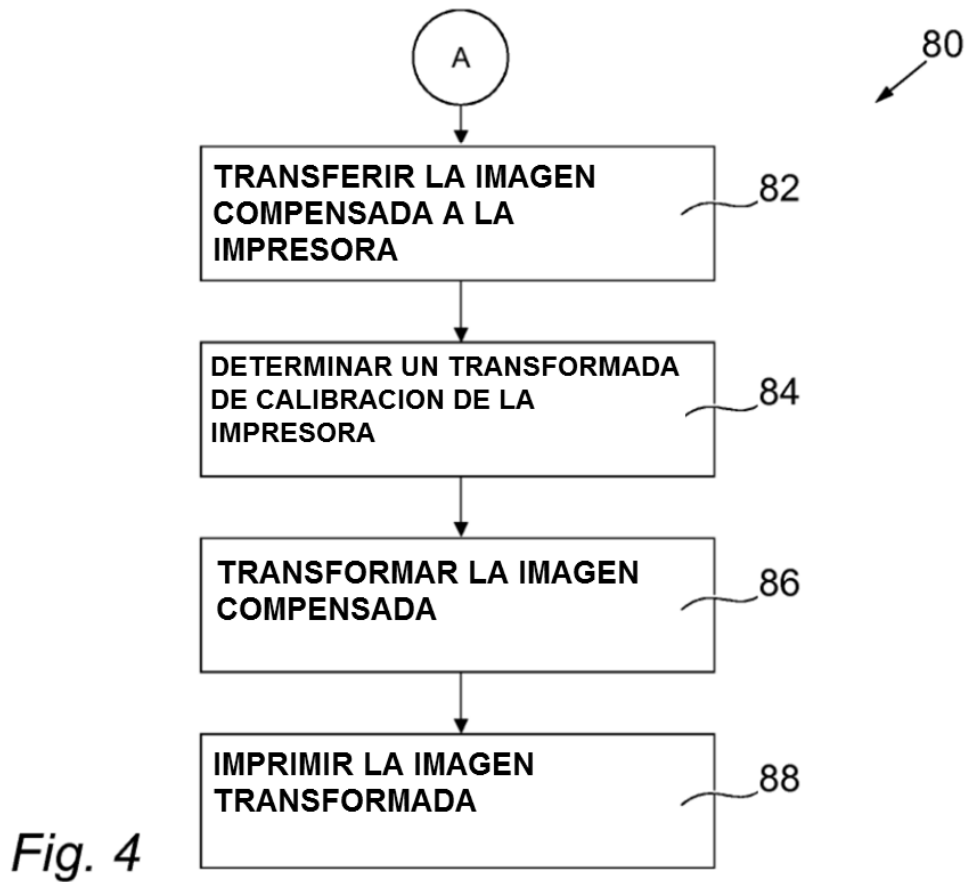 A
80
TRANSFERIR LA IMAGEN
COMPENSADA A LA
IMPRESORA
82
DETERMINAR UN TRANSFORMADA
DE CALIBRACION DE LA
IMPRESORA
84
TRANSFORMAR LA IMAGEN
COMPENSADA
86
IMPRIMIR LA IMAGEN
TRANSFORMADA
88
Fig. 4